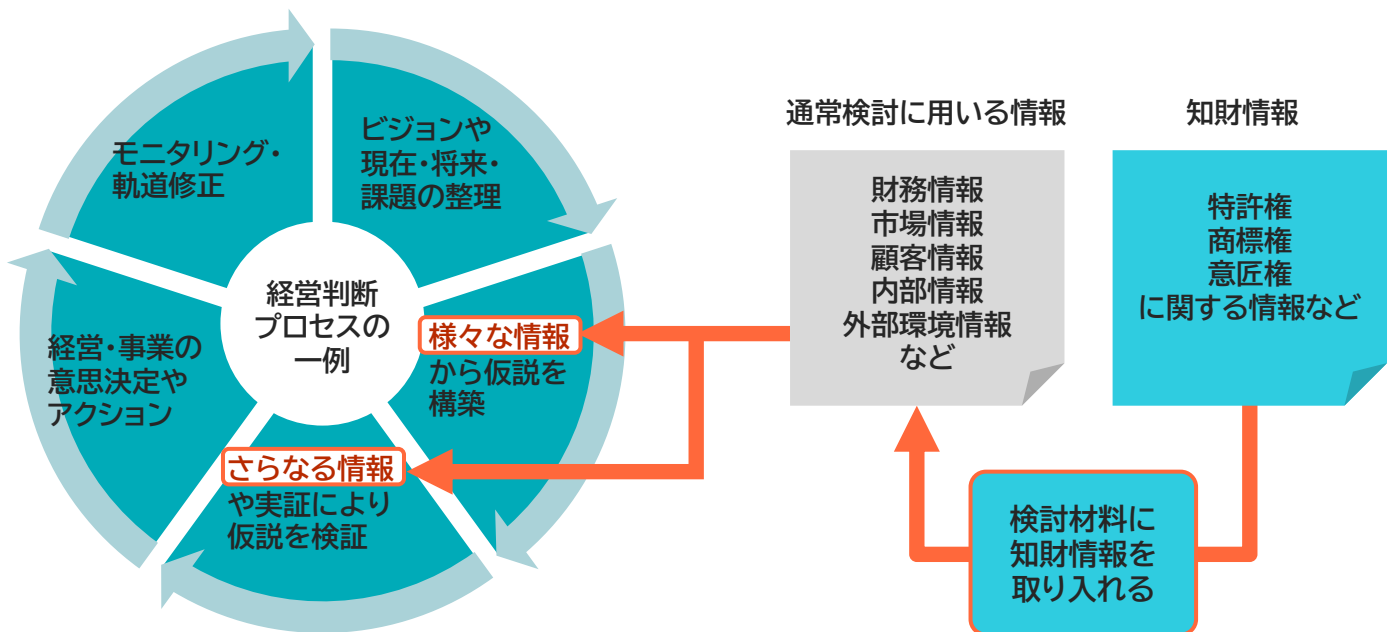 モニタリング・
軌道修正
ビジョンや
現在・将来・
課題の整理
経営判断
プロセスの
一例
様々な情報
から仮説を
構築
さらなる情報
や実証により
仮説を検証
経営・事業の
意思決定や
アクション
通常検討に用いる情報
財務情報
市場情報
顧客情報
内部情報
外部環境情報
など
知財情報
特許権
商標権
意匠権
に関する情報など
検討材料に
知財情報を
取り入れる